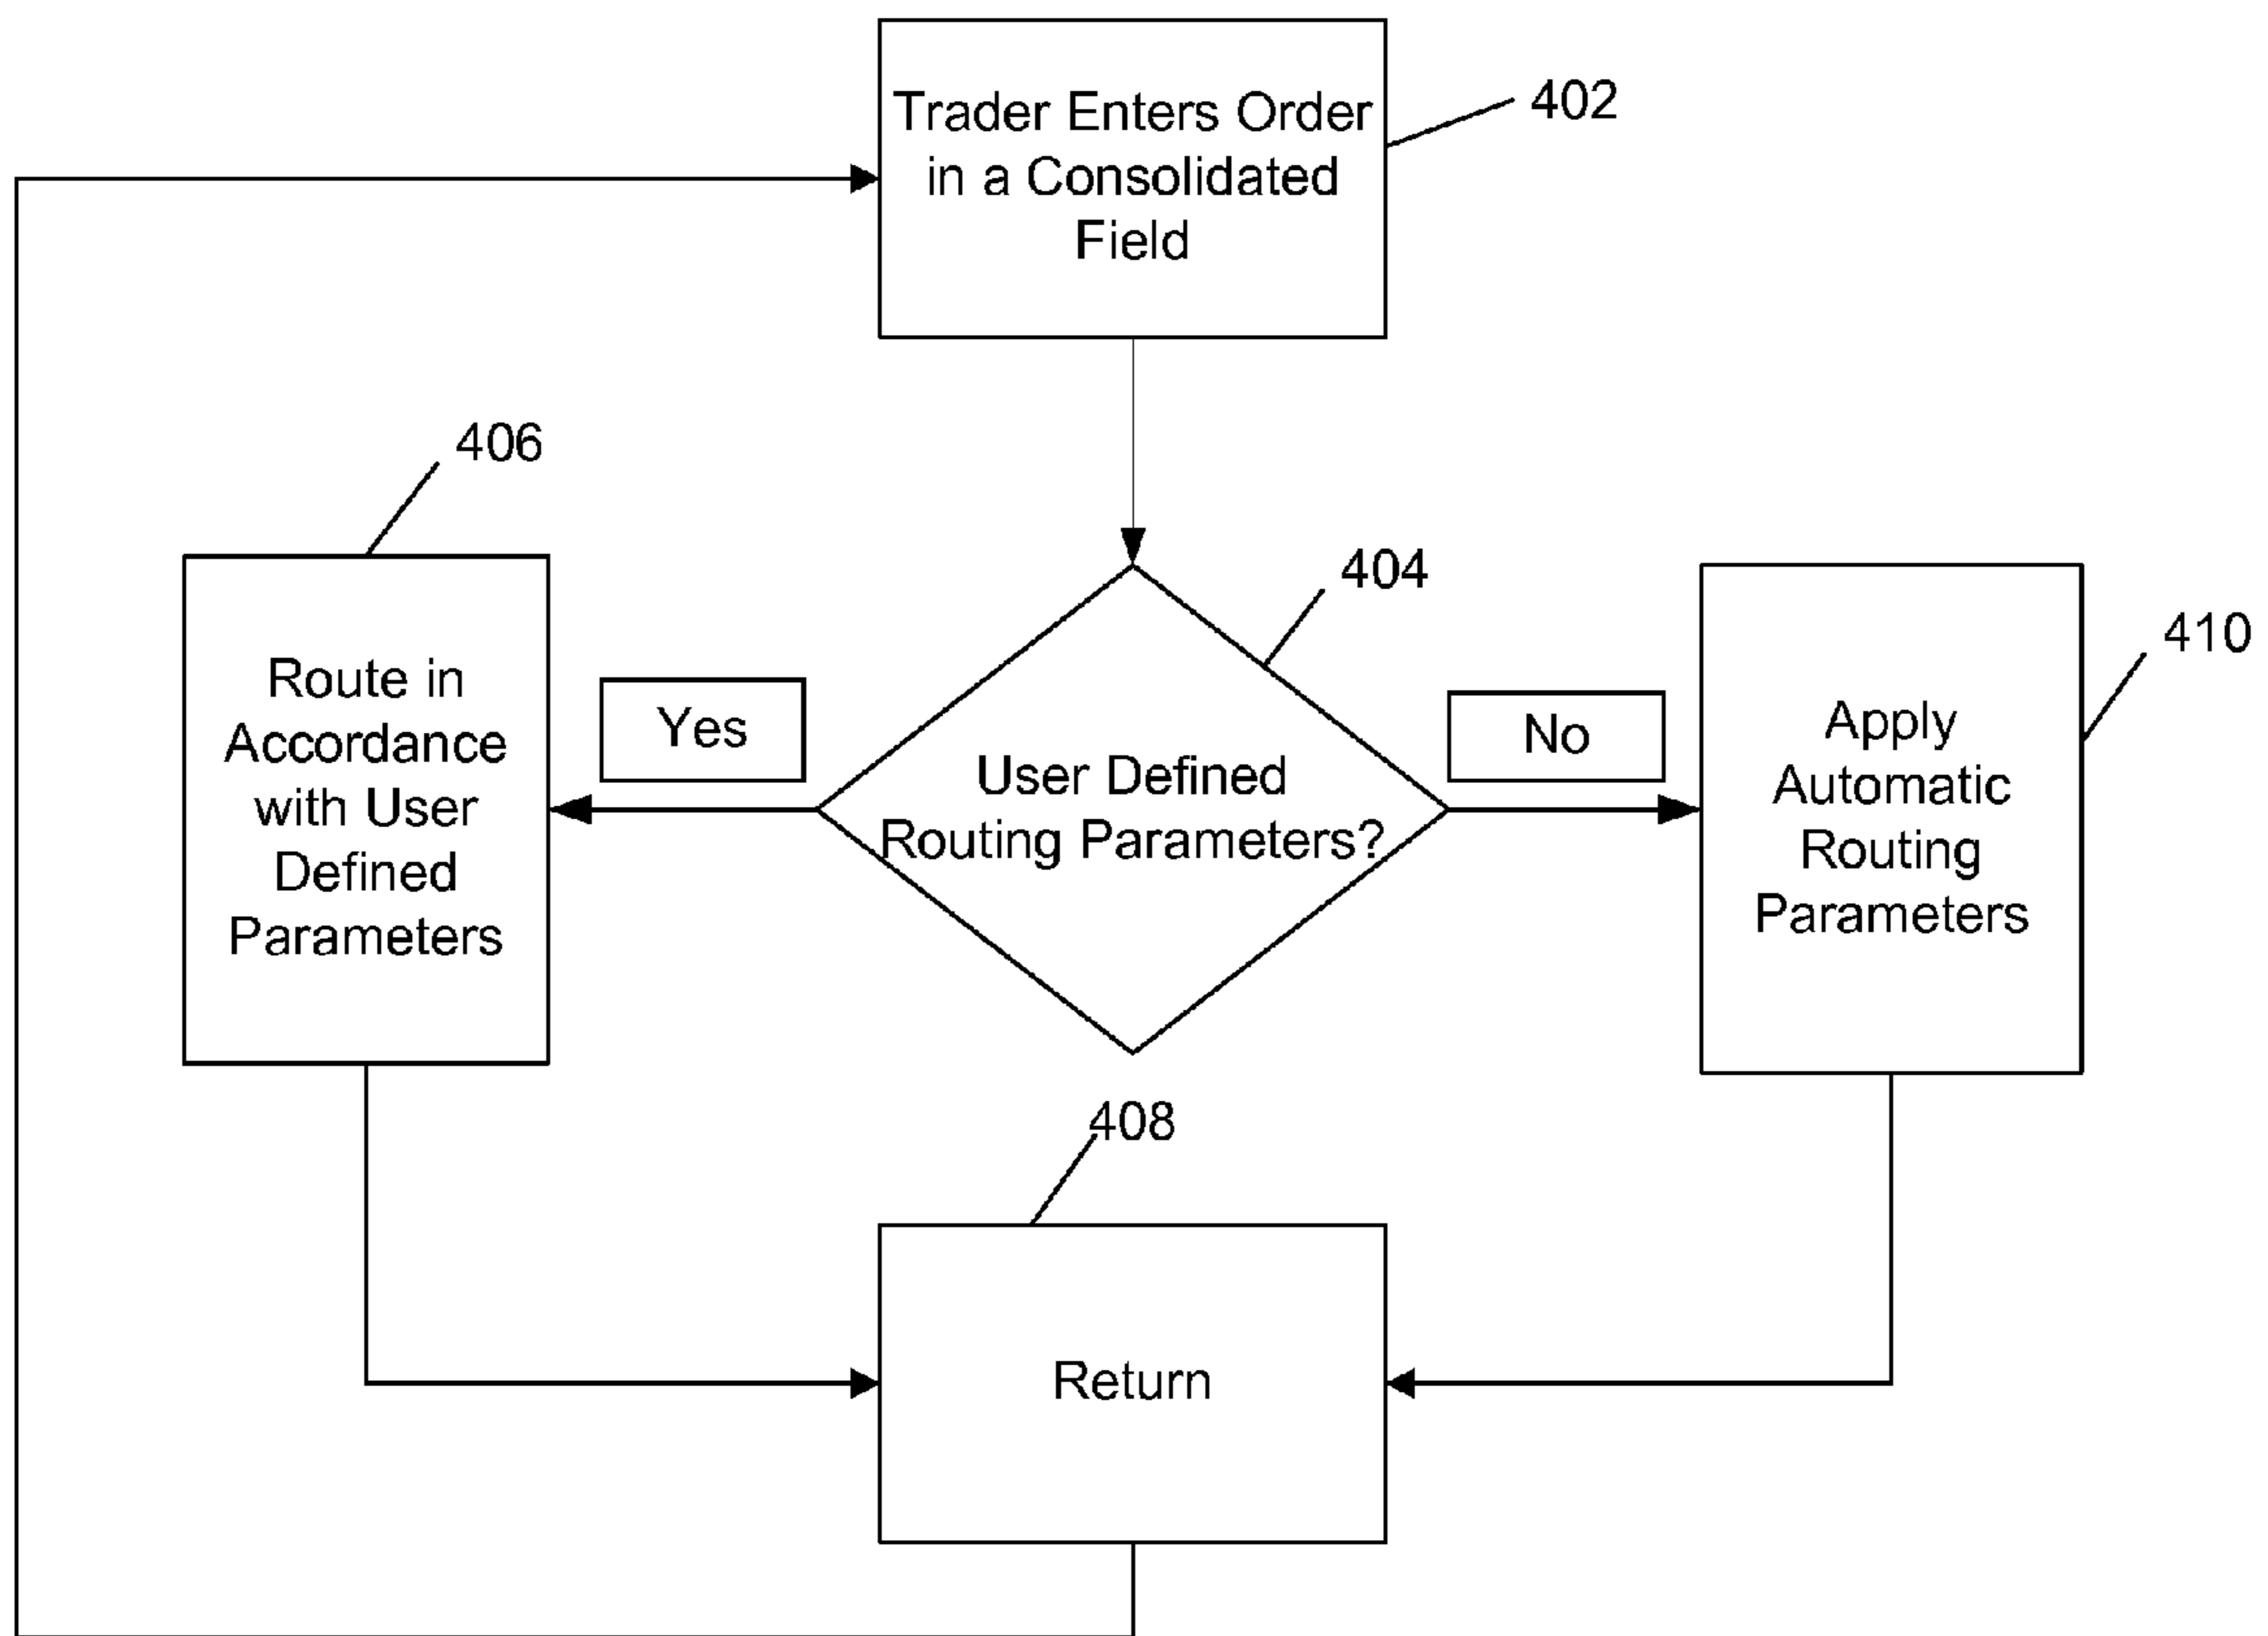 Trader Enters Order
in a Consolidated
Field
402
406
404
410
Route in
Accordance
with User
Defined
Parameters
Yes
User Defined
Routing Parameters?
No
Apply
Automatic
Routing
Parameters
408
Return